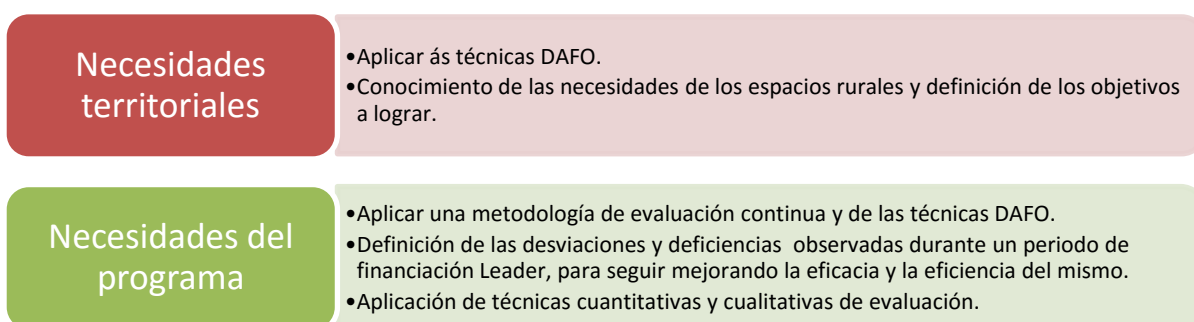 Necesidades
territoriales
•Aplicar ás técnicas DAFO.
•Conocimiento de las necesidades de los espacios rurales y definición de los objetivos
a lograr.
Necesidades del
programa
•Aplicar una metodología de evaluación continua y de las técnicas DAFO.
•Definición de las desviaciones y deficiencias observadas durante un periodo de
financiación Leader, para seguir mejorando la eficacia y la eficiencia del mismo.
•Aplicación de técnicas cuantitativas y cualitativas de evaluación.